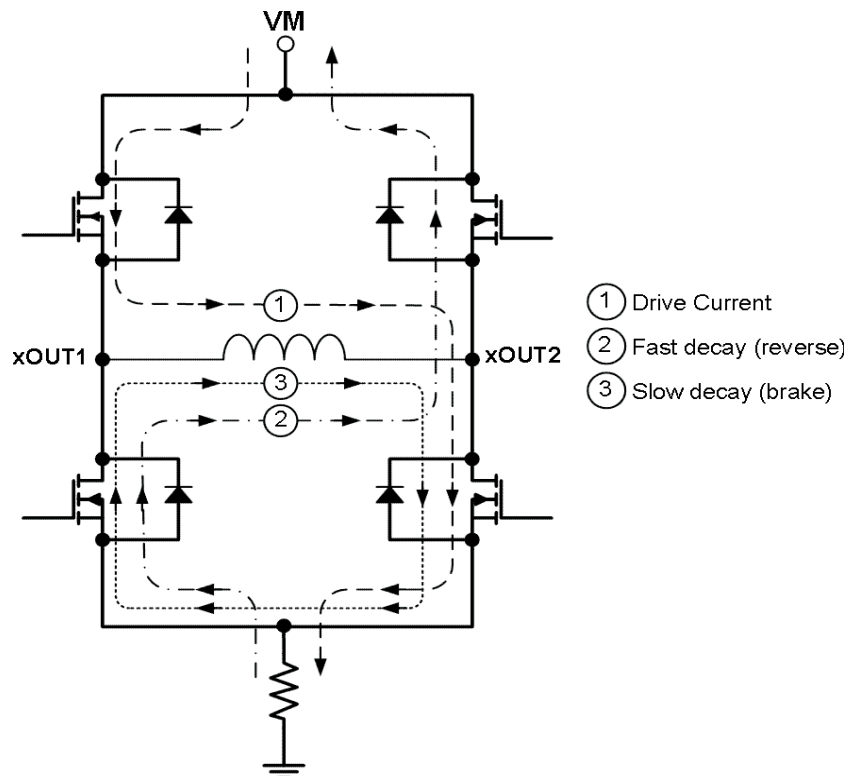 VM
1
1 Drive Current
xOUT1
xOUT2
2 Fast decay (reverse)
3
3 Slow decay (brake)
2